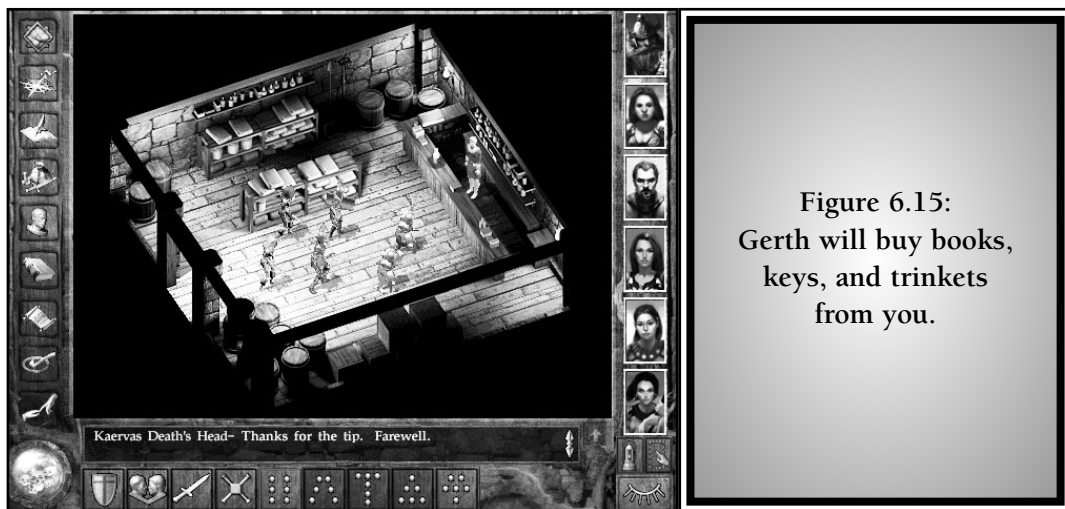 Kaervas Death's Head– Thanks for the tip.  Farewell.
Figure 6.15:
Gerth will buy books,
keys, and trinkets
from you.